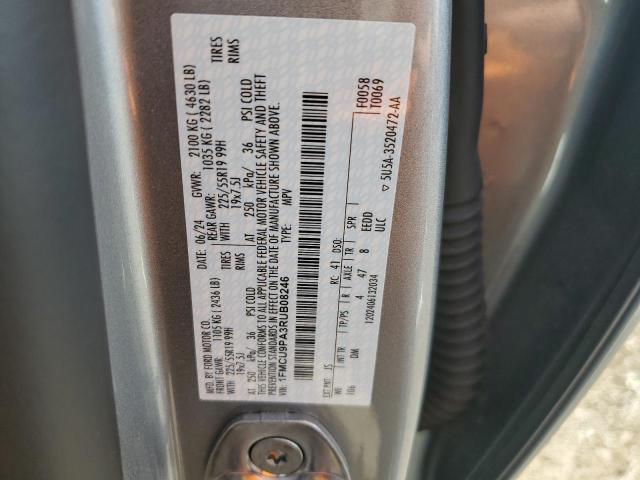 MFD. BY FORD MOTOR CO.
DATE: 06/24 GVWR: 2100 KG ( 4630 LB)
FRONT GAWR: 1105 KG ( 2436 LB) REAR GAWR: 1035 KG ( 2282 LB)
WITH 225/55R19 99H TIRES WITH 225/55R19 99H TIRES
19x7.5J RIMS 19x7.5J RIMS
AT 250 kPa/ 36 PSI COLD AT 250 kPa/ 36 PSI COLD
THIS VEHICLE CONFORMS TO ALL APPLICABLE FEDERAL MOTOR VEHICLE SAFETY AND THEFT
PREVENTION STANDARDS IN EFFECT ON THE DATE OF MANUFACTURE SHOWN ABOVE.
VIN: 1FMCU9PA3RUB08246 TYPE: MPV
F0058
T0069
EXT PNT: JS RC: 41 DSO:
WB INT TR TP/PS R AXLE TR SPR
106 DM 4 47 8 EEDD
1202406132034 ULC
▽ 5U5A-3520472-AA